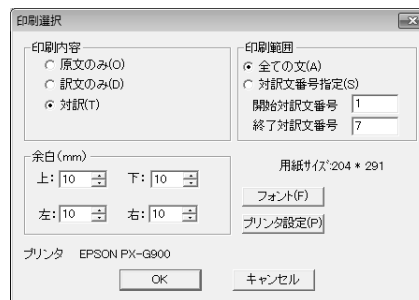 印刷選択
印刷内容
原文のみ(O)
訳文のみ(D)
対訳(T)
印刷範囲
全ての文(A)
対訳文番号指定(S)
開始対訳文番号 1
終了対訳文番号 7
余白(mm)
上: 10 下: 10
左: 10 右: 10
用紙サイズ:204 * 291
フォント(F)
プリンタ設定(P)
プリンタ EPSON PX-G900
OK キャンセル